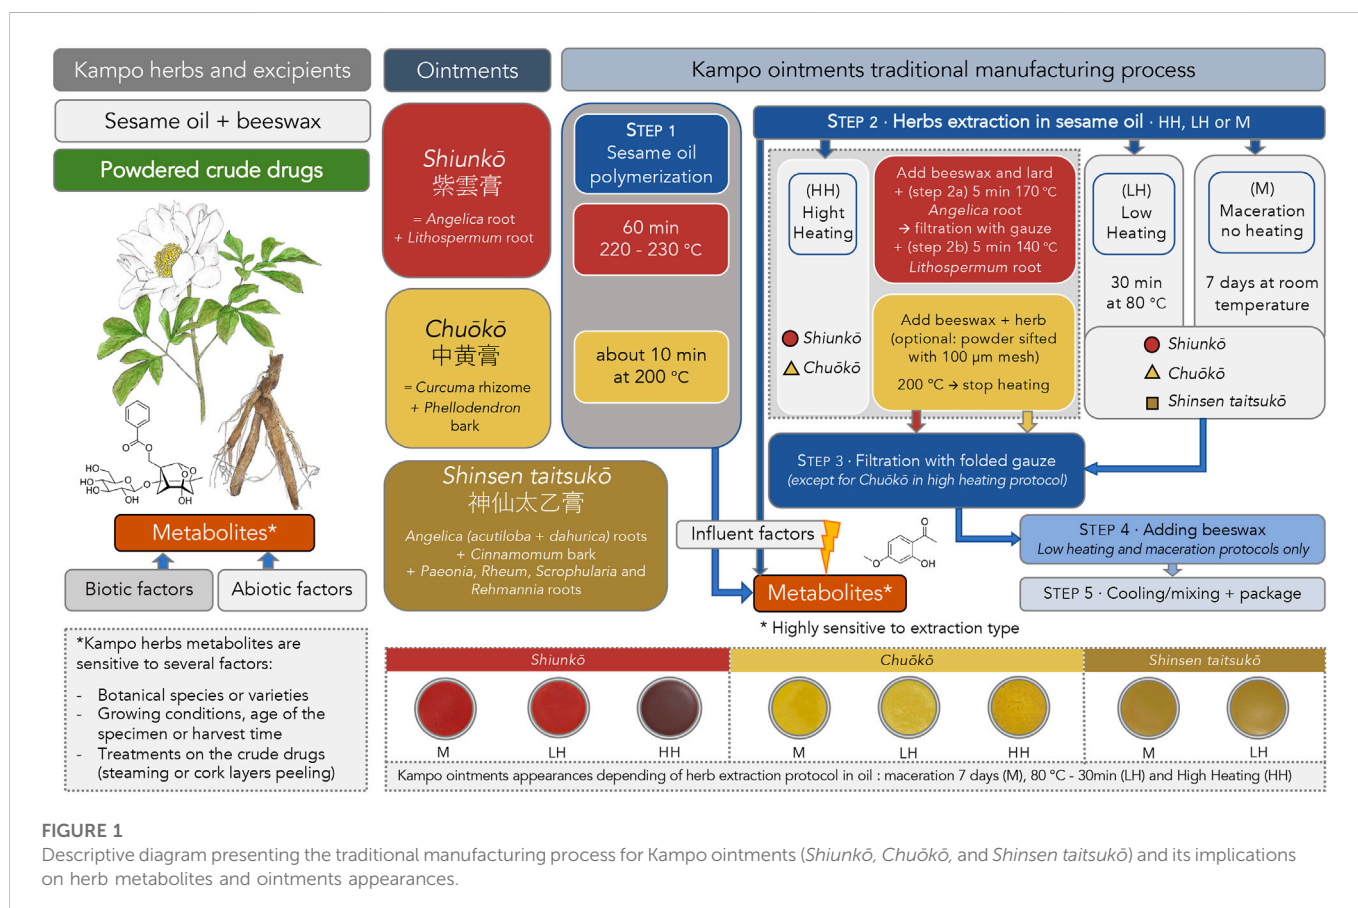 Kampo herbs and excipients
Sesame oil + beeswax
Powdered crude drugs
O
O
O
HO
HO
HO
OH
O
O
O
O
OH
Metabolites*
Biotic factors
Abiotic factors
*Kampo herbs metabolites are
sensitive to several factors:
- Botanical species or varieties
- Growing conditions, age of the
specimen or harvest time
- Treatments on the crude drugs
(steaming or cork layers peeling)
Ointments
Shiunkō
紫雲膏
= Angelica root
+ Lithospermum root
Chuōkō
中黄膏
= Curcuma rhizome
+ Phellodendron
bark
Shinsen taitsukō
神仙太乙膏
Angelica (acutiloba + dahurica) roots
+ Cinnamomum bark
+ Paeonia, Rheum, Scrophularia and
Rehmannia roots
Kampo ointments traditional manufacturing process
STEP 1
Sesame oil
polymerization
60 min
220 - 230 °C
about 10 min
at 200 °C
STEP 2 · Herbs extraction in sesame oil · HH, LH or M
(HH)
Hight
Heating
Shiunkō
Chuōkō
Add beeswax and lard
+ (step 2a) 5 min 170 °C
Angelica root
→ filtration with gauze
+ (step 2b) 5 min 140 °C
Lithospermum root
Add beeswax + herb
(optional: powder sifted
with 100 µm mesh)
200 °C → stop heating
(LH)
Low
Heating
30 min
at 80 °C
(M)
Maceration
no heating
7 days at room
temperature
Shiunkō
Chuōkō
Shinsen taitsukō
STEP 3 · Filtration with folded gauze
(except for Chuōkō in high heating protocol)
STEP 4 · Adding beeswax
Low heating and maceration protocols only
STEP 5 · Cooling/mixing + package
Influent factors
O
O
OH
Metabolites*
* Highly sensitive to extraction type
Shiunkō
M
LH
HH
Chuōkō
M
LH
HH
Shinsen taitsukō
M
LH
Kampo ointments appearances depending of herb extraction protocol in oil : maceration 7 days (M), 80 °C - 30min (LH) and High Heating (HH)
FIGURE 1
Descriptive diagram presenting the traditional manufacturing process for Kampo ointments (Shiunkō, Chuōkō, and Shinsen taitsukō) and its implications
on herb metabolites and ointments appearances.